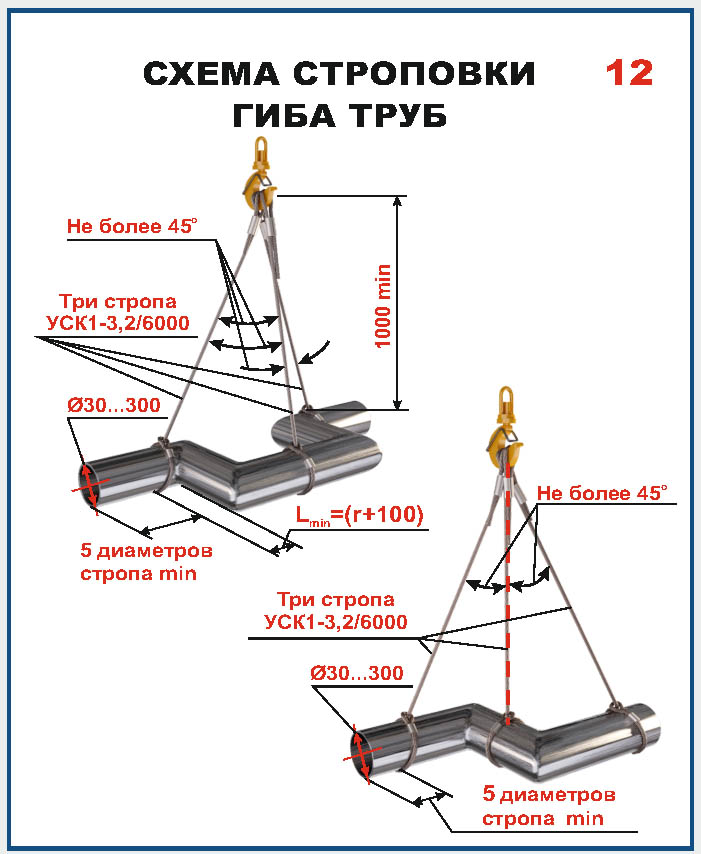 СХЕМА СТРОПОВКИ
ГИБА ТРУБ
12
Не более 45°
Три стропа
УСК1-3,2/6000
1000 min
Ø30...300
Lmin=(r+100)
5 диаметров
стропа min
Не более 45°
Три стропа
УСК1-3,2/6000
Ø30...300
5 диаметров
стропа min